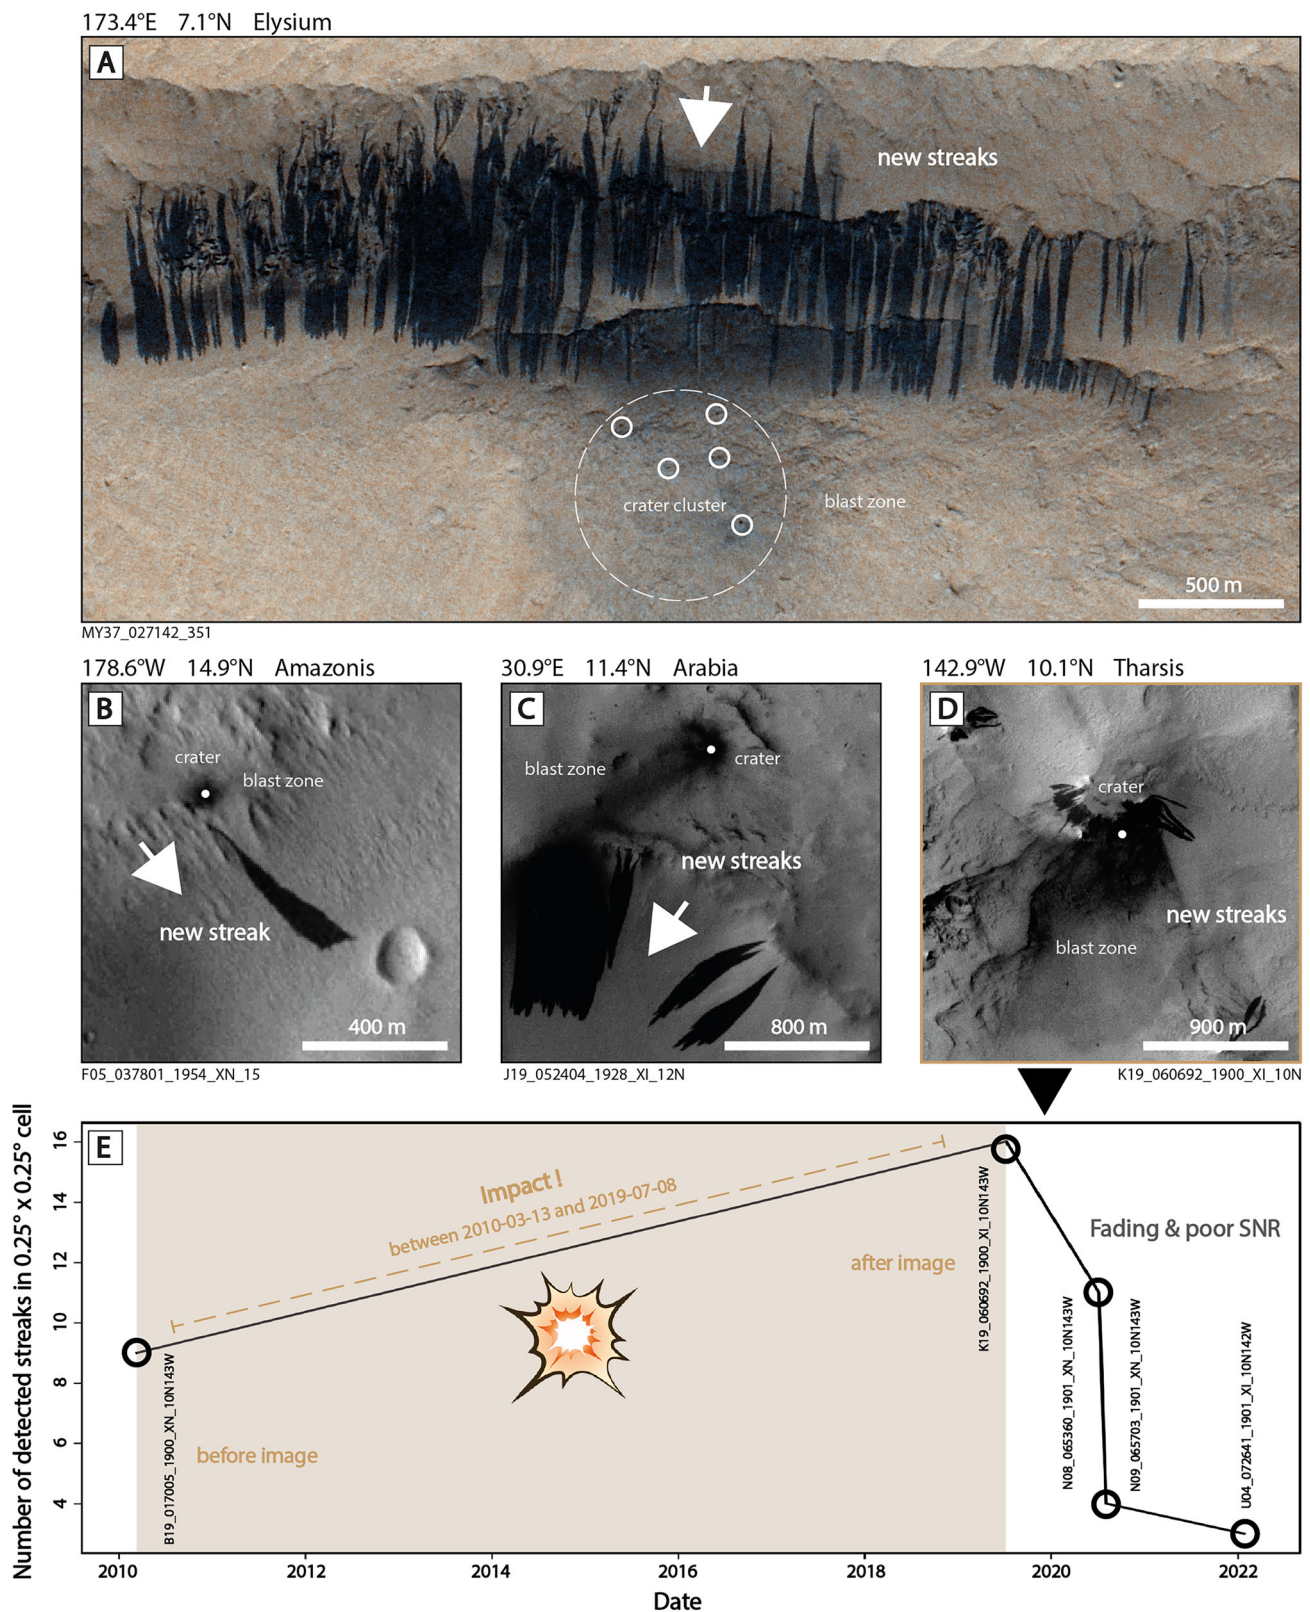 173.4°E 7.1°N Elysium
A
new streaks
crater cluster
blast zone
500 m
MY37_027142_351
178.6°W 14.9°N Amazonis
B
crater
blast zone
new streak
400 m
F05_037801_1954_XN_15
30.9°E 11.4°N Arabia
C
blast zone
crater
new streaks
800 m
J19_052404_1928_XI_12N
142.9°W 10.1°N Tharsis
D
crater
new streaks
blast zone
900 m
K19_060692_1900_XI_10N
E
Number of detected streaks in 0.25° x 0.25° cell
16
14
12
10
8
6
4
Impact !
between 2010-03-13 and 2019-07-08
before image
after image
Fading & poor SNR
B19_017005_1900_XN_10N143W
K19_060692_1900_XI_10N143W
N08_065360_1901_XN_10N143W
N09_065703_1901_XN_10N143W
U04_072641_1901_XI_10N142W
2010
2012
2014
2016
2018
2020
2022
Date